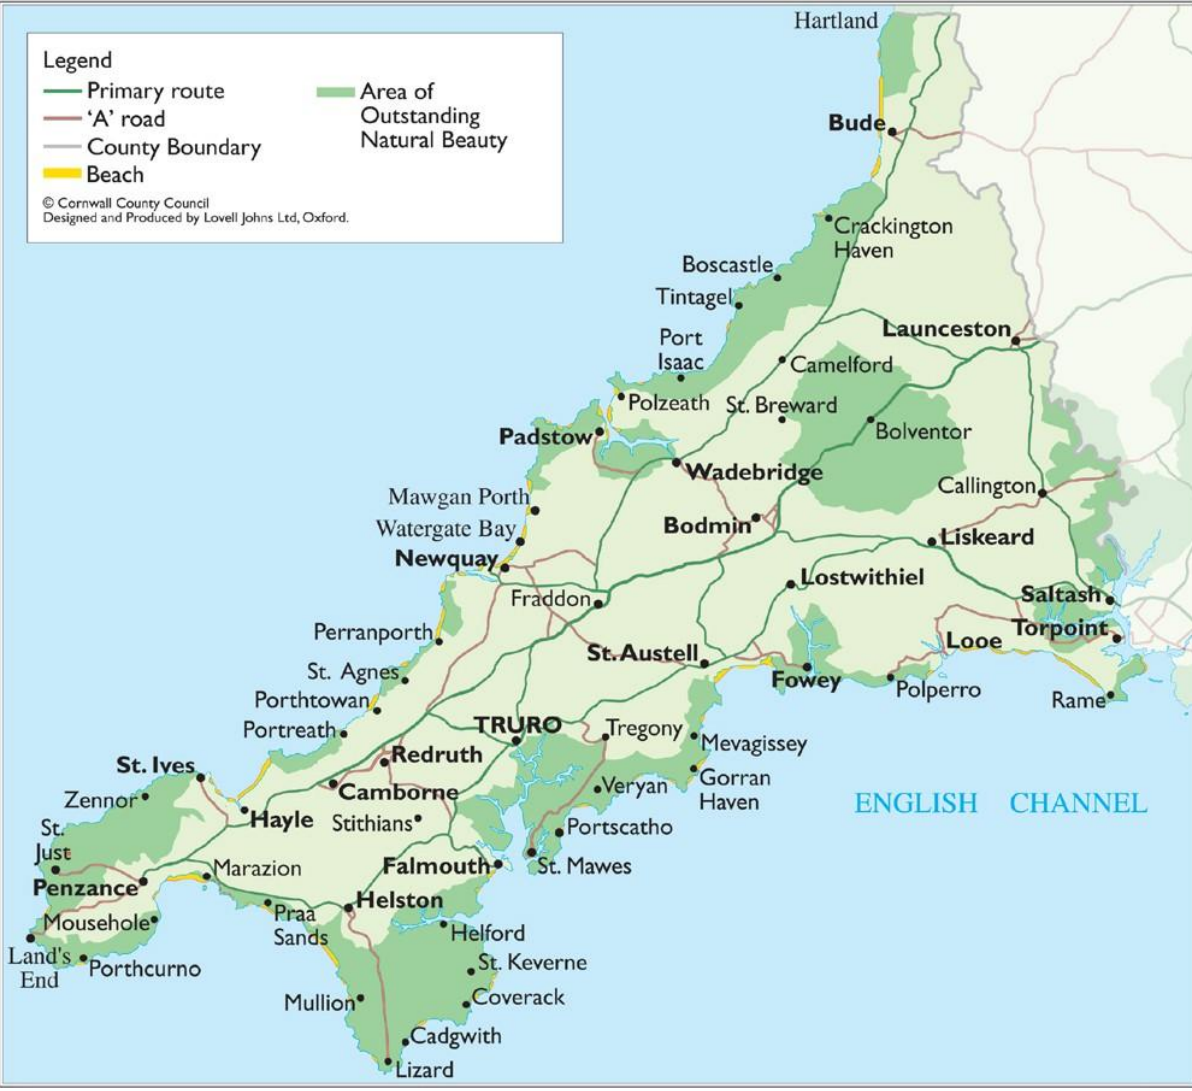 Hartland
Legend
Primary route
'A' road
County Boundary
Beach
Area of
Outstanding
Natural Beauty
© Cornwall County Council
Designed and Produced by Lovell Johns Ltd, Oxford.
Bude
Crackington
Haven
Boscastle
Tintagel
Port
Isaac
Launceston
Camelford
Polzeath
St. Breward
Bolventor
Padstow
Wadebridge
Callington
Mawgan Porth
Watergate Bay
Bodmin
Liskeard
Newquay
Lostwithiel
Fraddon
Saltash
Perranporth
Torpoint
Looe
St. Austell
St. Agnes
Fowey
Polperro
Rame
Porthtowan
Portreath
TRURO
Tregony
Mevagissey
Redruth
St. Ives
Gorran
Haven
Veryan
Camborne
Zennor
ENGLISH CHANNEL
Hayle
Stithians
Portscatho
St.
Just
Marazion
Falmouth
St. Mawes
Penzance
Helston
Mousehole
Praa
Sands
Helford
Land's
End
Porthcurno
St. Keverne
Mullion
Coverack
Cadgwith
Lizard